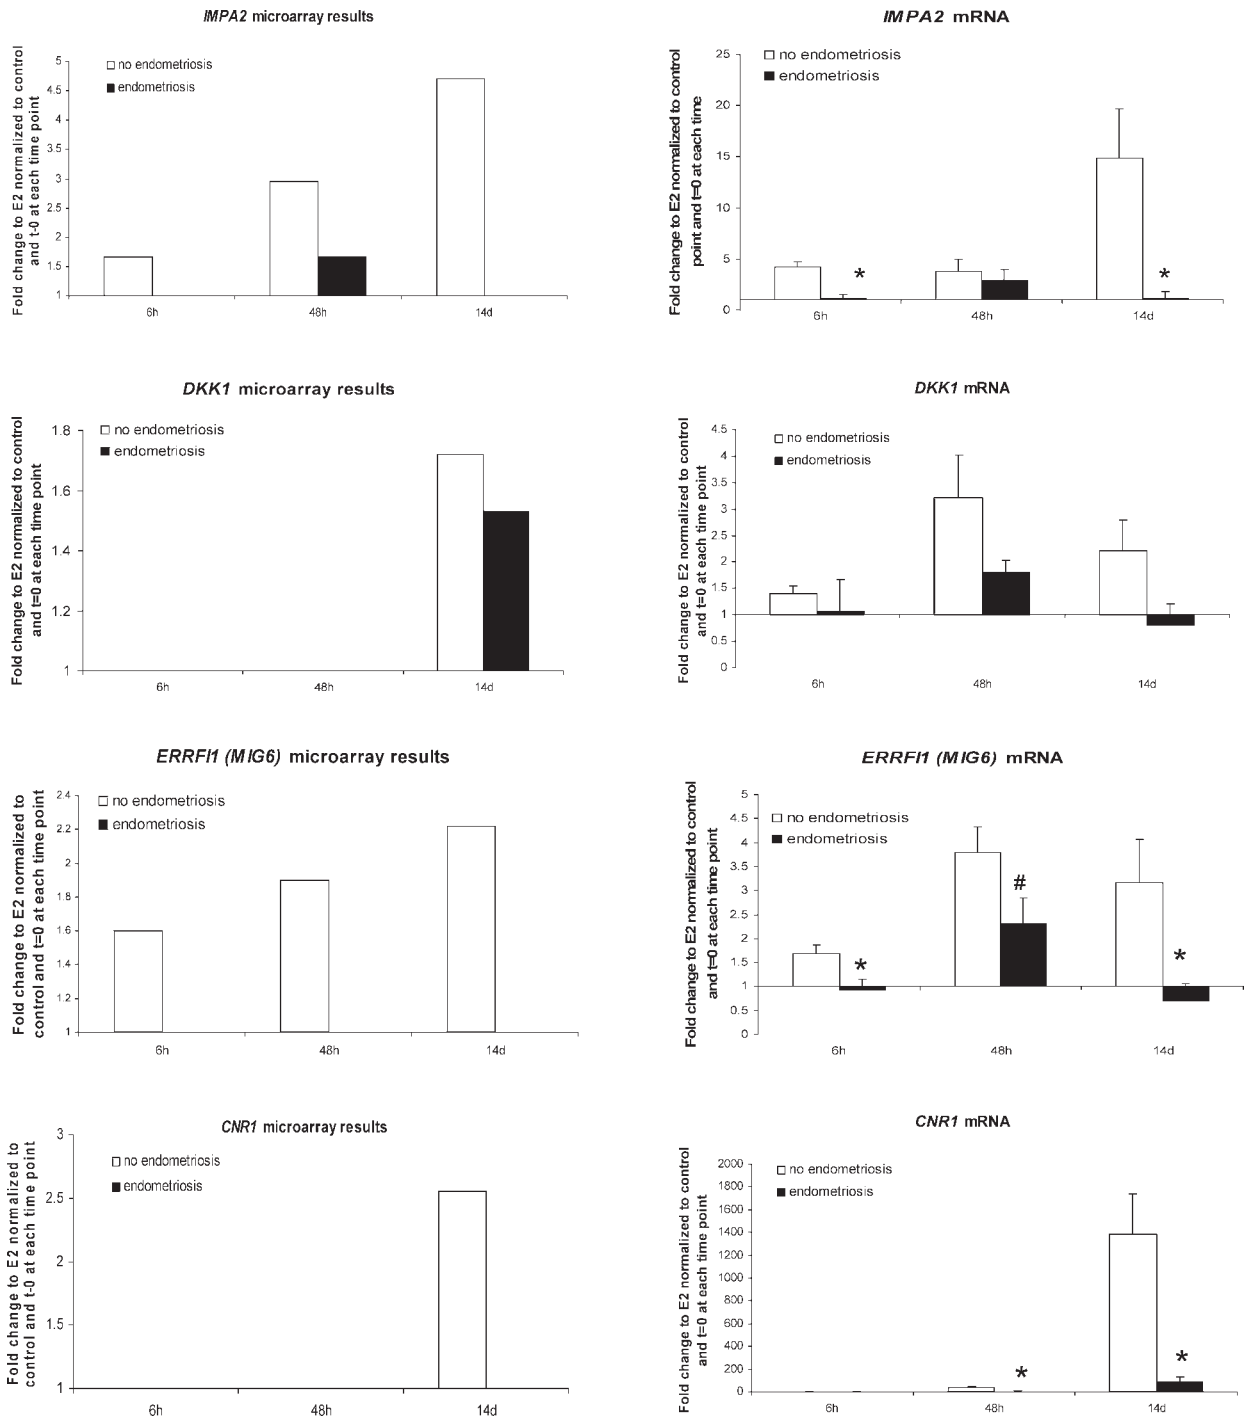 IMPA2 microarray results
Fold change to E2 normalized to control
and t-0 at each time point
5
4.5
4
3.5
3
2.5
2
1.5
1
no endometriosis
endometriosis
6h
48h
14d
IMPA2 mRNA
Fold change to E2 normalized to control
point and t=0 at each time
25
20
15
10
5
0
no endometriosis
endometriosis
*
*
6h
48h
14d
DKK1 microarray results
Fold change to E2 normalized to control
and t=0 at each time point
1.8
1.6
1.4
1.2
1
no endometriosis
endometriosis
6h
48h
14d
DKK1 mRNA
Fold change to E2 normalized to control
and t=0 at each time point
4.5
4
3.5
3
2.5
2
1.5
1
0.5
0
no endometriosis
endometriosis
6h
48h
14d
ERRFI1 (MIG6) microarray results
Fold change to E2 normalized to
control and t=0 at each time point
2.4
2.2
2
1.8
1.6
1.4
1.2
1
no endometriosis
endometriosis
6h
48h
14d
ERRFI1 (MIG6) mRNA
Fold change to E2 normalized to control
and t=0 at each time point
5
4.5
4
3.5
3
2.5
2
1.5
1
0.5
0
no endometriosis
endometriosis
*
#
*
6h
48h
14d
CNR1 microarray results
Fold change to E2 normalized to
control and t-0 at each time point
3
2.5
2
1.5
1
no endometriosis
endometriosis
6h
48h
14d
CNR1 mRNA
Fold change to E2 normalized to control
and t=0 at each time point
2000
1800
1600
1400
1200
1000
800
600
400
200
0
no endometriosis
endometriosis
*
*
6h
48h
14d